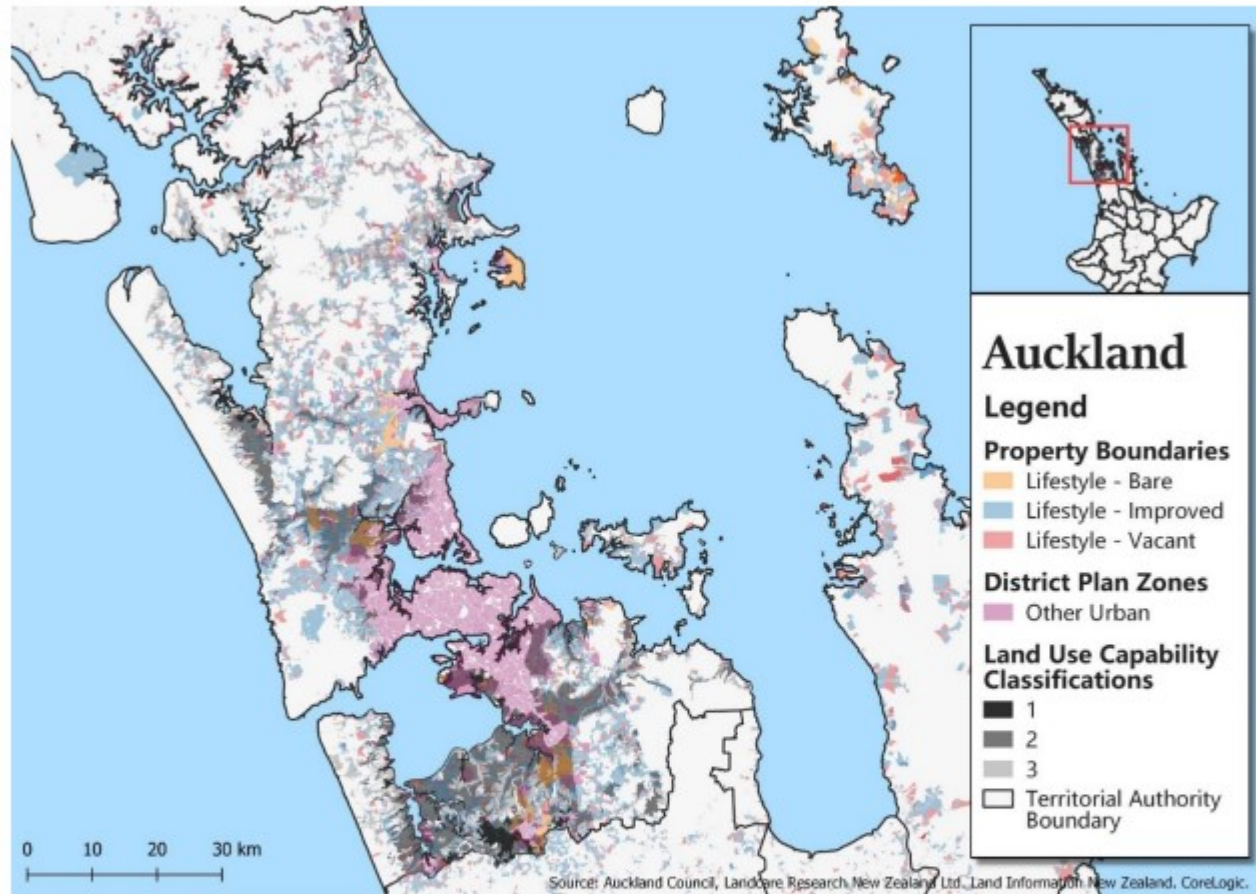 Auckland
Legend
Property Boundaries
Lifestyle - Bare
Lifestyle - Improved
Lifestyle - Vacant
District Plan Zones
Other Urban
Land Use Capability
Classifications
1
2
3
Territorial Authority
Boundary
0 10 20 30 km
Source: Auckland Council, Landcare Research New Zealand Ltd, Land Information New Zealand, CoreLogic.